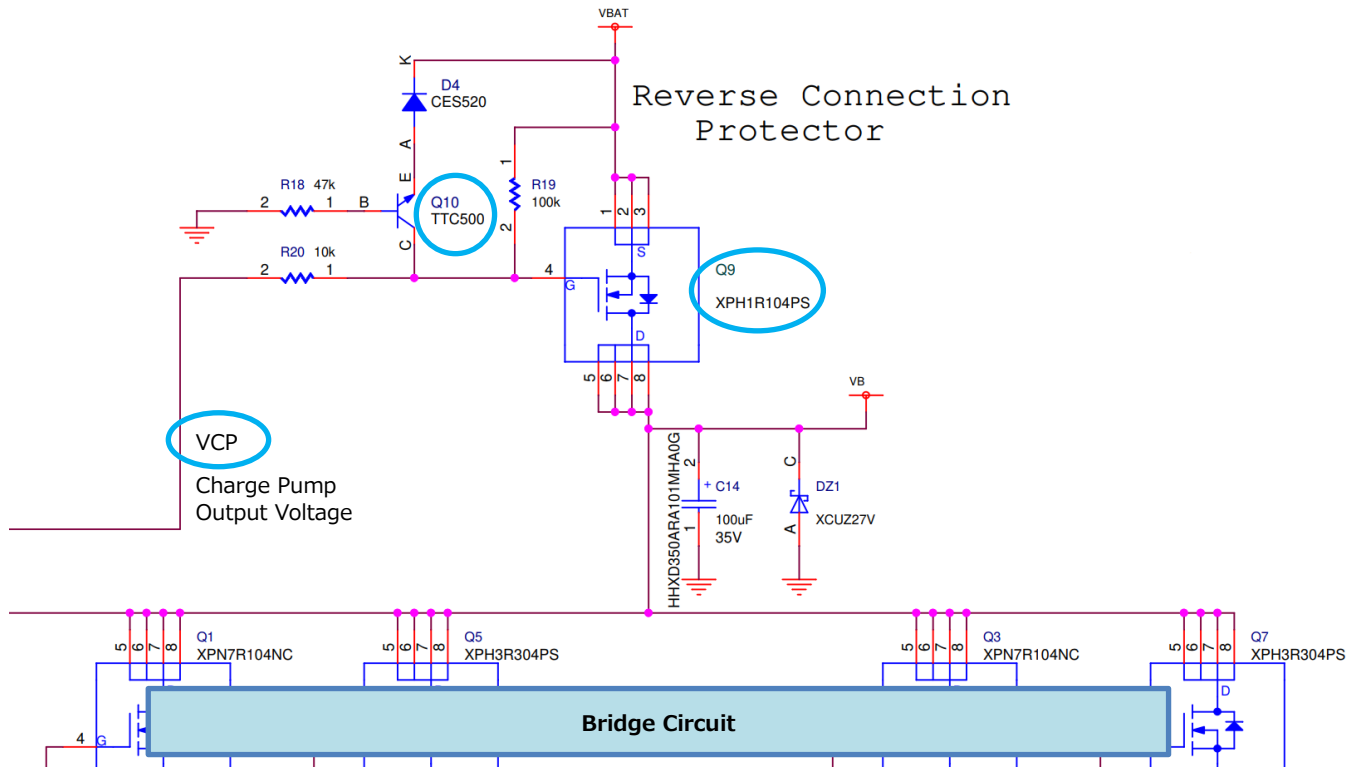 VBAT
K
D4
CES520
A
Reverse Connection
Protector
1
R19
100k
2
E
Q10
TTC500
C
R18 47k
2 1 B
R20 10k
2 1
1 2 3
S
4
G
Q9
XPH1R104PS
D
5 6 7 8
VB
VCP
Charge Pump
Output Voltage
HHXD350ARA101MHA0G
2
+ C14
100uF
35V
1
C
DZ1
XCUZ27V
A
5 6 7 8
Q1
XPN7R104NC
5 6 7 8
Q5
XPH3R304PS
5 6 7 8
Q3
XPN7R104NC
5 6 7 8
Q7
XPH3R304PS
D
4 G
Bridge Circuit